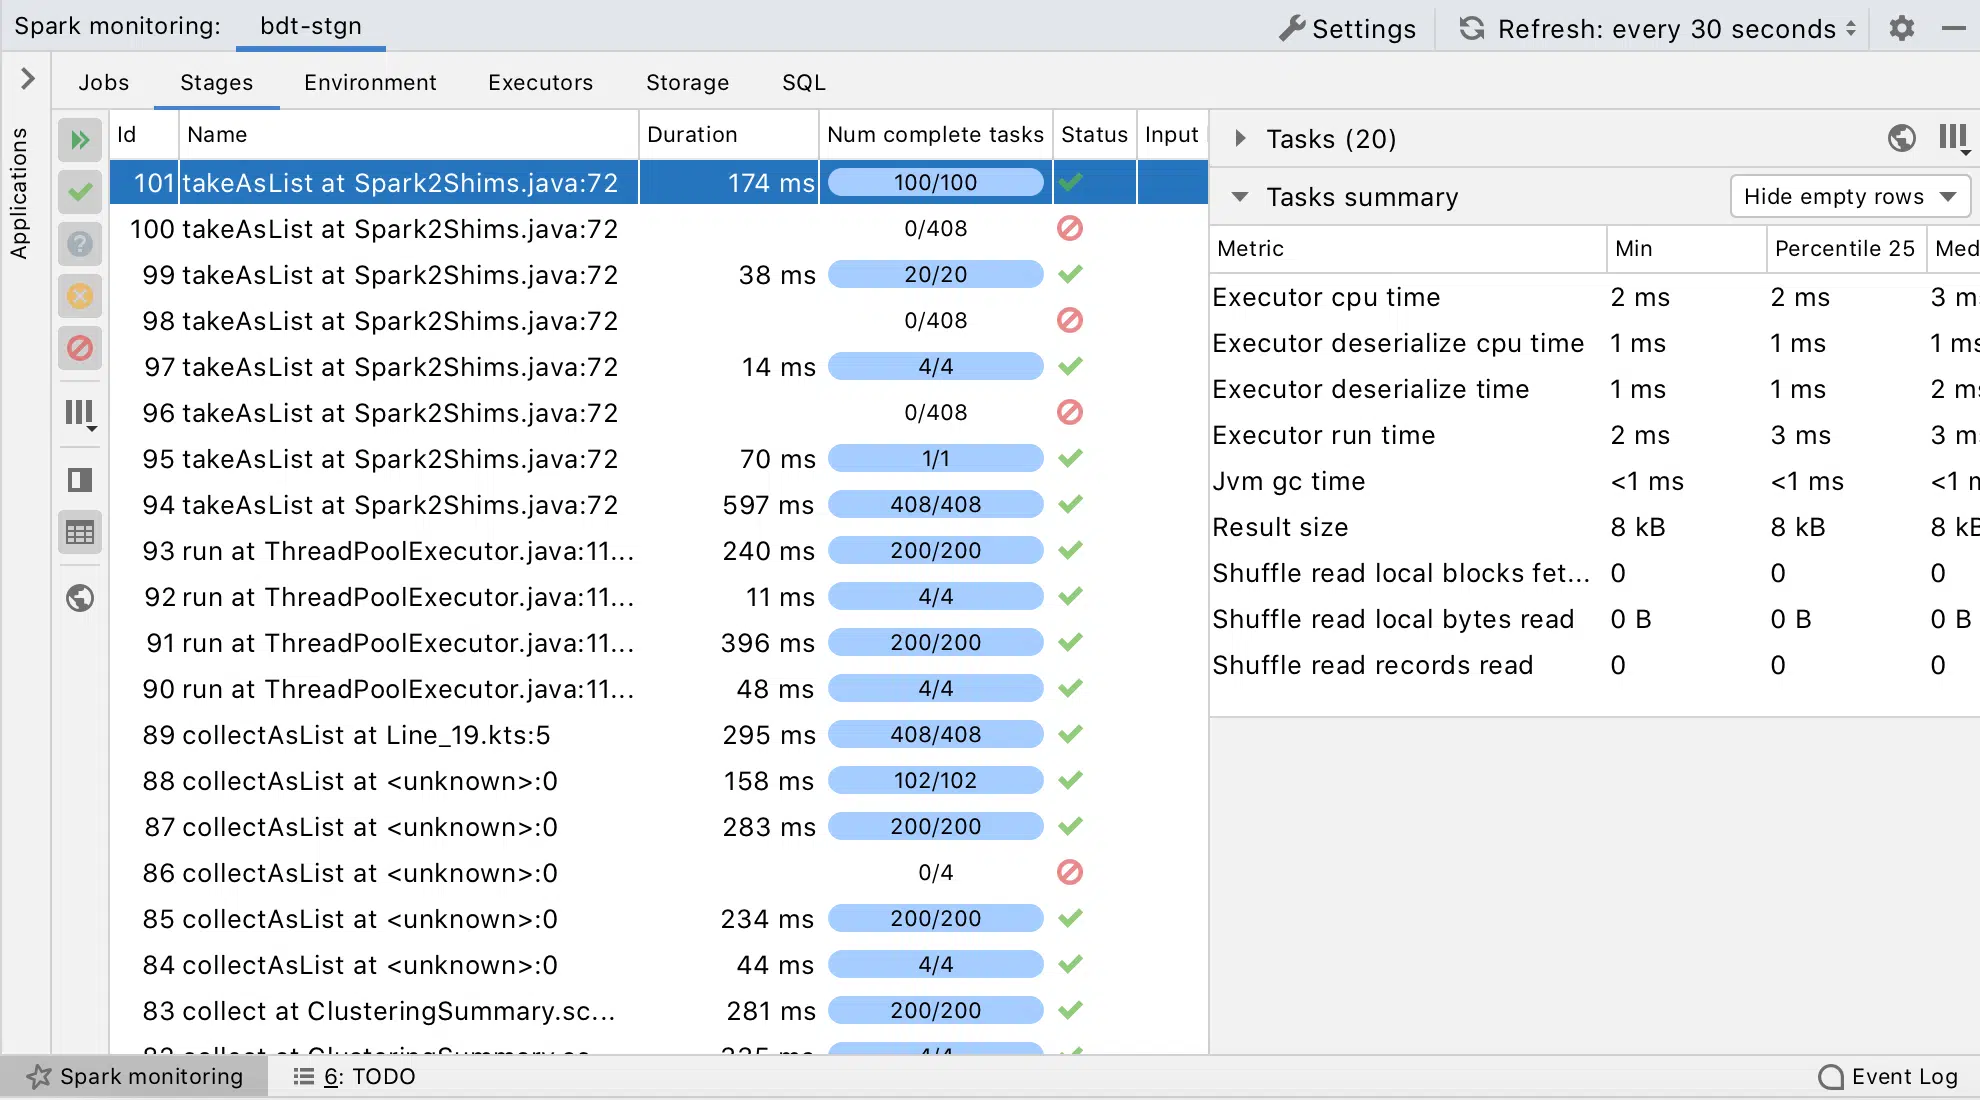 Spark monitoring: bdt-stgn Settings Refresh: every 30 seconds
Applications
Jobs Stages Environment Executors Storage SQL
Id Name Duration Num complete tasks Status Input
101 takeAsList at Spark2Shims.java:72 174 ms 100/100
100 takeAsList at Spark2Shims.java:72 0/408
99 takeAsList at Spark2Shims.java:72 38 ms 20/20
98 takeAsList at Spark2Shims.java:72 0/408
97 takeAsList at Spark2Shims.java:72 14 ms 4/4
96 takeAsList at Spark2Shims.java:72 0/408
95 takeAsList at Spark2Shims.java:72 70 ms 1/1
94 takeAsList at Spark2Shims.java:72 597 ms 408/408
93 run at ThreadPoolExecutor.java:11... 240 ms 200/200
92 run at ThreadPoolExecutor.java:11... 11 ms 4/4
91 run at ThreadPoolExecutor.java:11... 396 ms 200/200
90 run at ThreadPoolExecutor.java:11... 48 ms 4/4
89 collectAsList at Line_19.kts:5 295 ms 408/408
88 collectAsList at <unknown>:0 158 ms 102/102
87 collectAsList at <unknown>:0 283 ms 200/200
86 collectAsList at <unknown>:0 0/4
85 collectAsList at <unknown>:0 234 ms 200/200
84 collectAsList at <unknown>:0 44 ms 4/4
83 collect at ClusteringSummary.sc... 281 ms 200/200
Tasks (20)
Tasks summary Hide empty rows
Metric Min Percentile 25 Med
Executor cpu time 2 ms 2 ms 3 m
Executor deserialize cpu time 1 ms 1 ms 1 ms
Executor deserialize time 1 ms 1 ms 2 ms
Executor run time 2 ms 3 ms 3 m
Jvm gc time <1 ms <1 ms <1 m
Result size 8 kB 8 kB 8 kB
Shuffle read local blocks fet... 0 0 0
Shuffle read local bytes read 0 B 0 B 0 B
Shuffle read records read 0 0 0
Spark monitoring 6: TODO Event Log